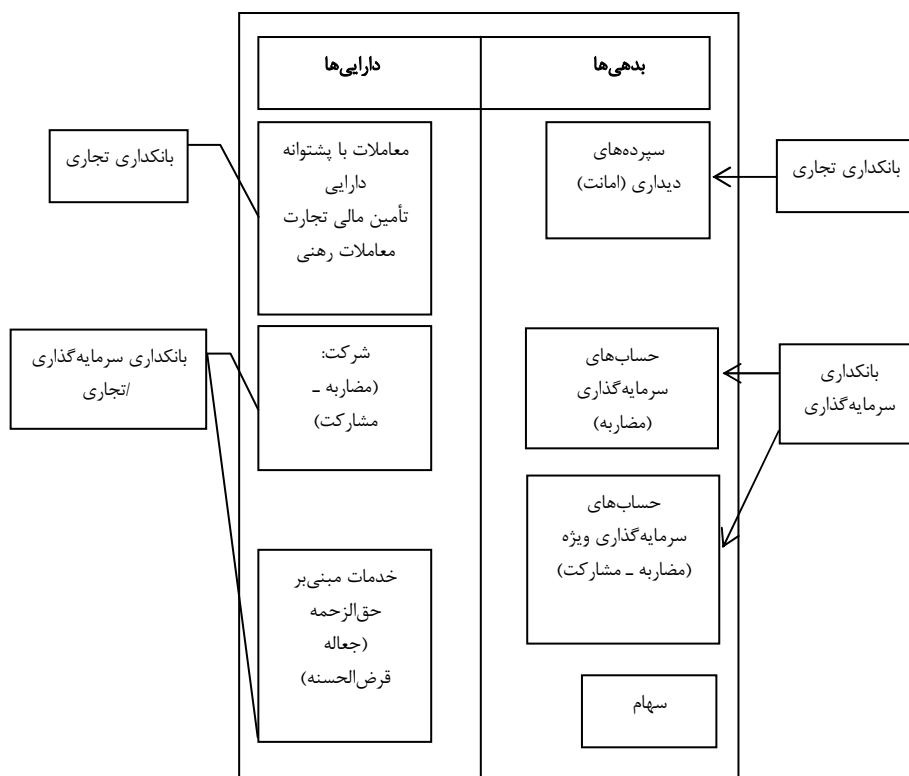 بدهی‌ها
دارایی‌ها
بانکداری تجاری
سپرده‌های
دیداری (امانت)
معاملات با پشتوانه
دارایی
تأمین مالی تجارت
معاملات رهنی
بانکداری تجاری
بانکداری
سرمایه‌گذاری
حساب‌های
سرمایه‌گذاری
(مضاربه)
شرکت:
(مضاربه ـ
مشارکت)
بانکداری سرمایه‌گذاری
/تجاری
حساب‌های
سرمایه‌گذاری ویژه
(مضاربه ـ مشارکت)
خدمات مبنی‌بر
حق‌الزحمه
(جعاله
قرض‌الحسنه)
سهام